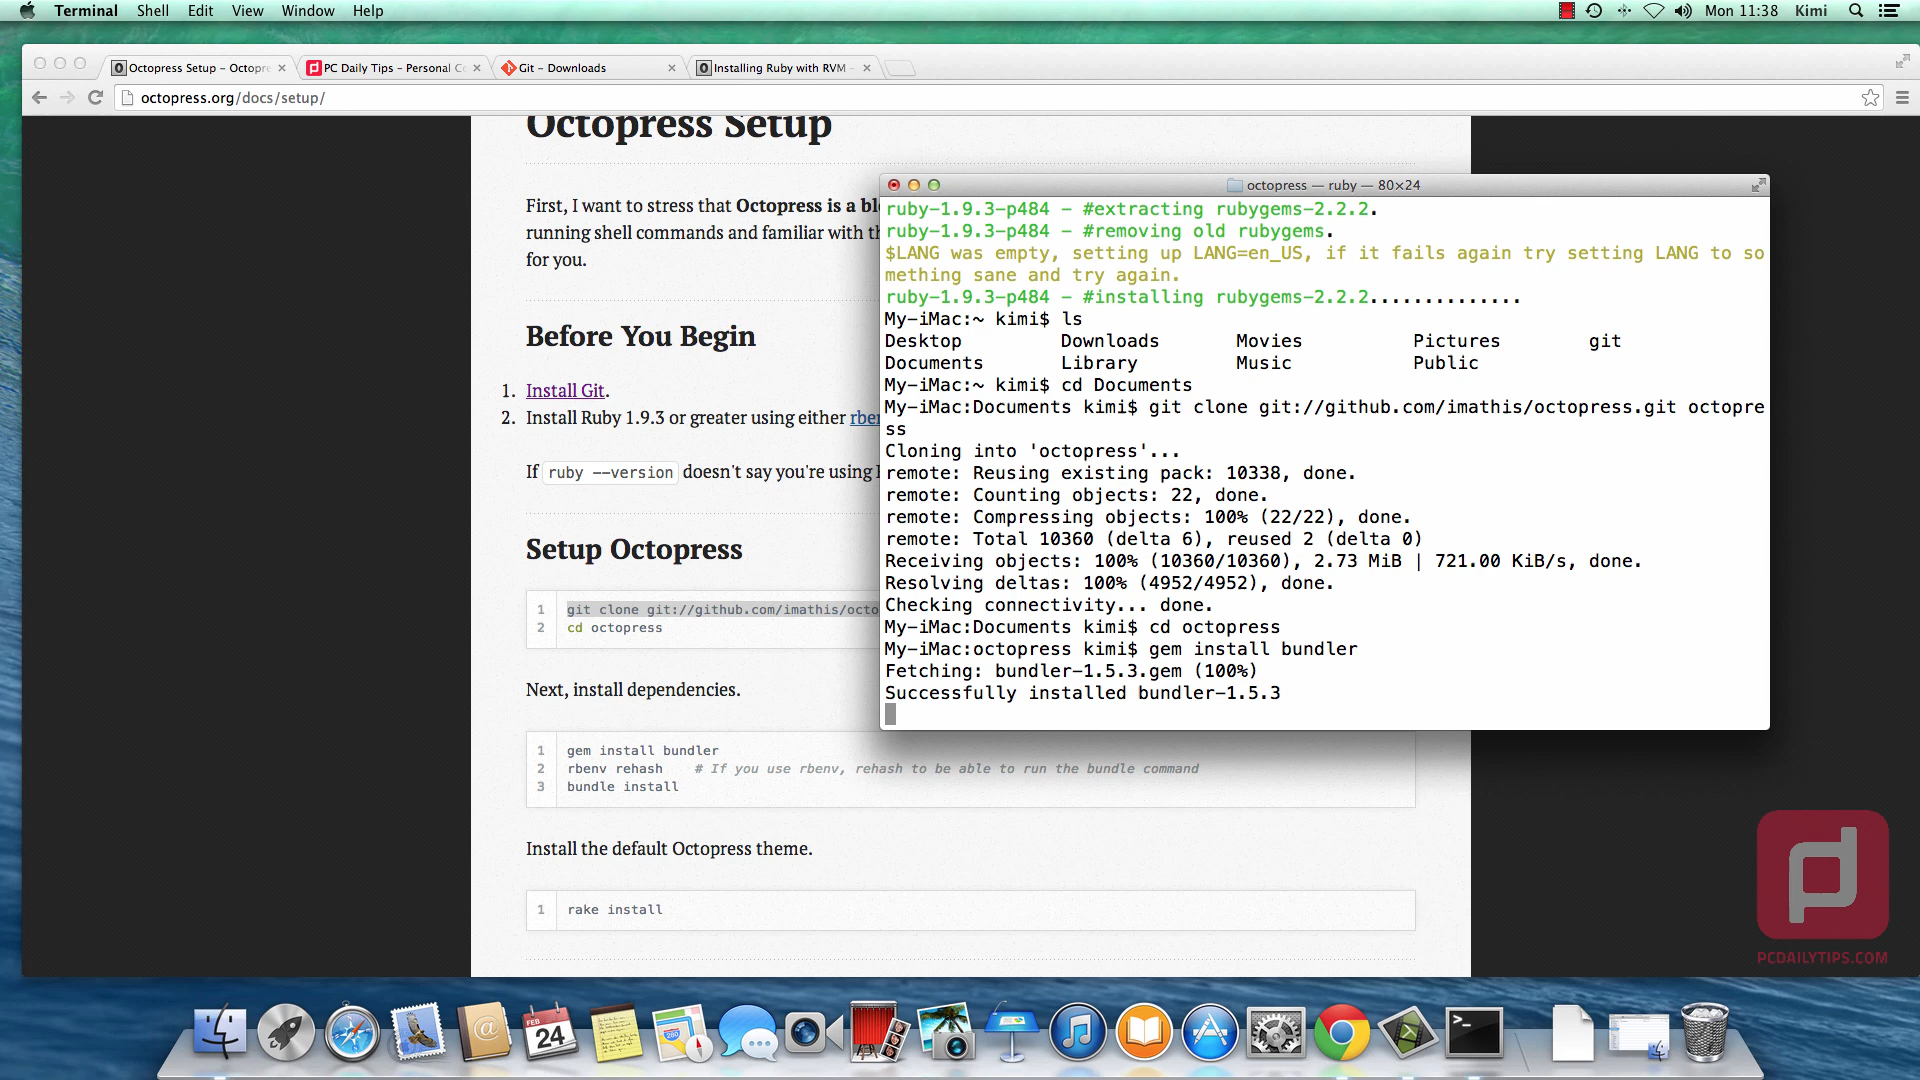 Terminal Shell Edit View Window Help
Mon 11:38 Kimi
Octopress Setup – Octopre
PC Daily Tips – Personal Co
Git – Downloads
Installing Ruby with RVM –
octopress.org/docs/setup/
Octopress Setup
First, I want to stress that Octopress is a bl
running shell commands and familiar with th
for you.
Before You Begin
1. Install Git.
2. Install Ruby 1.9.3 or greater using either rben
If ruby --version doesn't say you're using
Setup Octopress
1 git clone git://github.com/imathis/octo
2 cd octopress
Next, install dependencies.
1 gem install bundler
2 rbenv rehash # If you use rbenv, rehash to be able to run the bundle command
3 bundle install
Install the default Octopress theme.
1 rake install
octopress — ruby — 80×24
ruby-1.9.3-p484 - #extracting rubygems-2.2.2.
ruby-1.9.3-p484 - #removing old rubygems.
$LANG was empty, setting up LANG=en_US, if it fails again try setting LANG to so
mething sane and try again.
ruby-1.9.3-p484 - #installing rubygems-2.2.2..............
My-iMac:~ kimi$ ls
Desktop Downloads Movies Pictures git
Documents Library Music Public
My-iMac:~ kimi$ cd Documents
My-iMac:Documents kimi$ git clone git://github.com/imathis/octopress.git octopre
ss
Cloning into 'octopress'...
remote: Reusing existing pack: 10338, done.
remote: Counting objects: 22, done.
remote: Compressing objects: 100% (22/22), done.
remote: Total 10360 (delta 6), reused 2 (delta 0)
Receiving objects: 100% (10360/10360), 2.73 MiB | 721.00 KiB/s, done.
Resolving deltas: 100% (4952/4952), done.
Checking connectivity... done.
My-iMac:Documents kimi$ cd octopress
My-iMac:octopress kimi$ gem install bundler
Fetching: bundler-1.5.3.gem (100%)
Successfully installed bundler-1.5.3
PCDAILYTIPS.COM
FEB
24